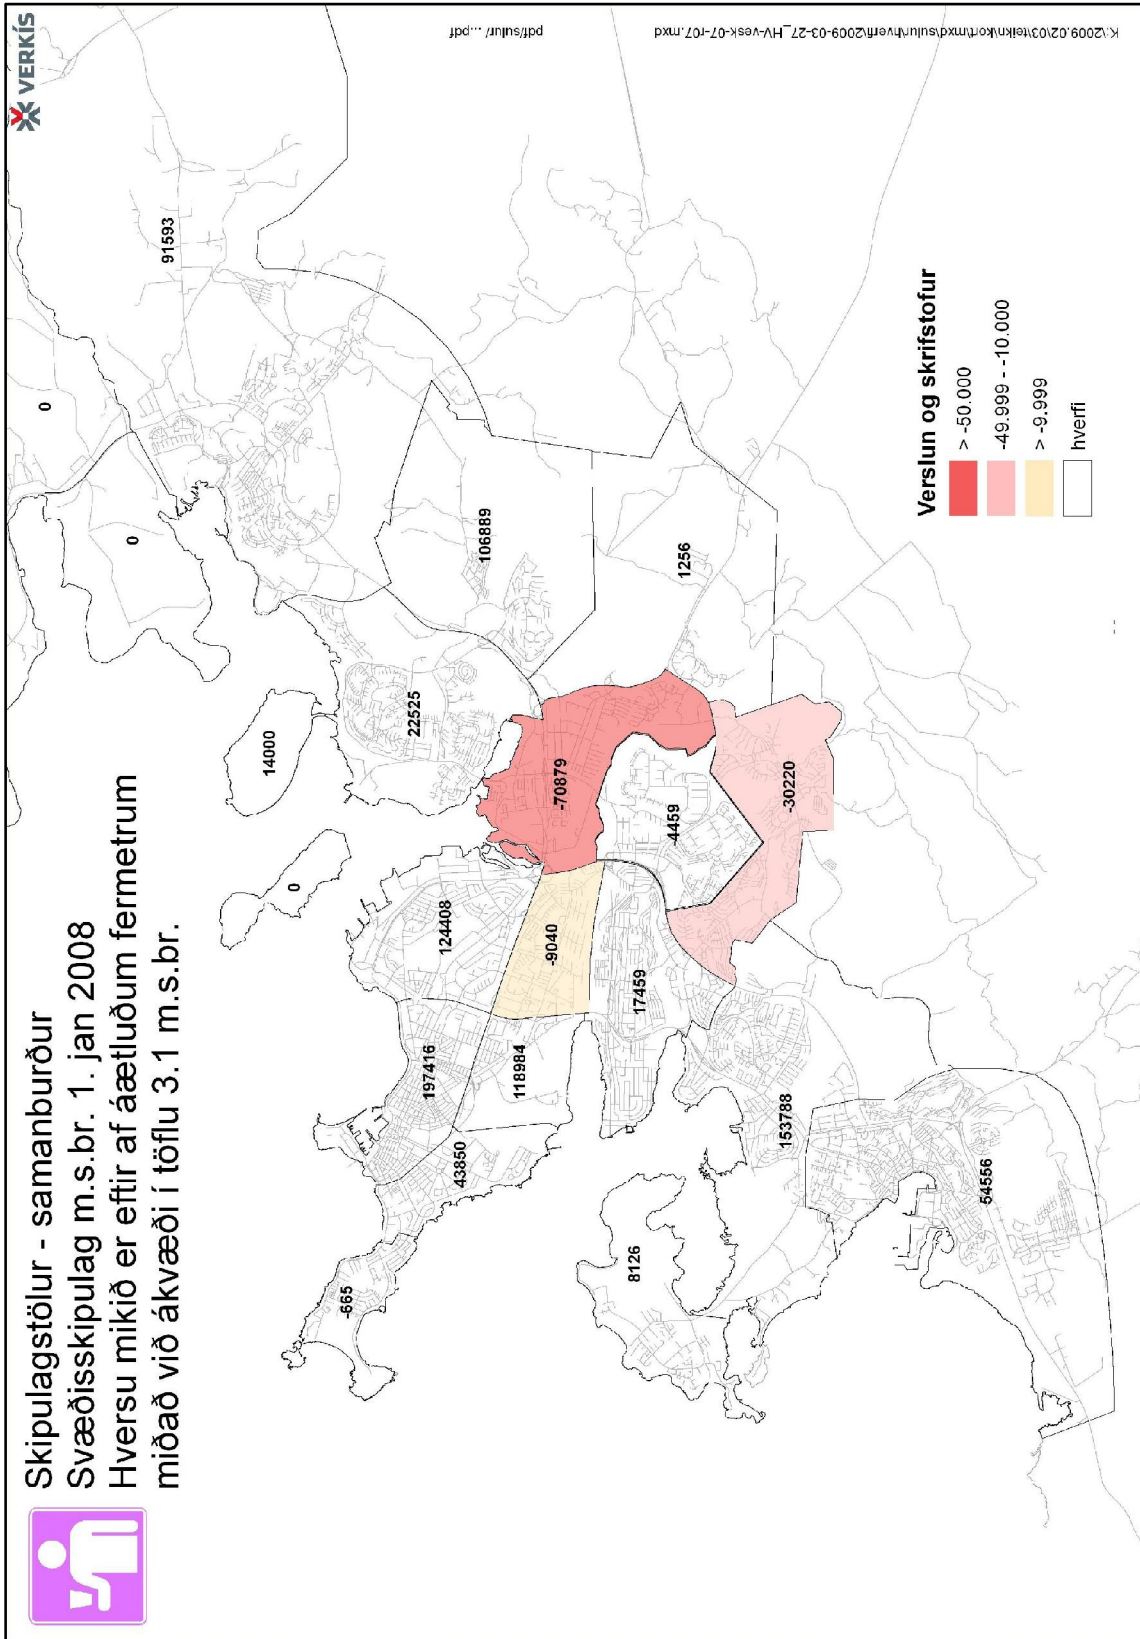 Skipulagstölur - samanburður
Svæðisskipulag m.s.br. 1. jan 2008
Hversu mikið er eftir af áætluðum fermetrum
miðað við ákvæði í töflu 3.1 m.s.br.
VERKÍS
0
91593
0
14000
0
22525
106889
124408
197416
-665
43850
118984
-9040
-70879
17459
-4459
1256
8126
153788
-30220
54556
Verslun og skrifstofur
> -50.000
-49.999 - -10.000
> -9.999
hverfi
pdf/sulur/ ... .pdf
K:\2009.02\03\teikn\kort\mxd\sulur\hverfi\2009-03-27_HV-vesk-07-r07.mxd